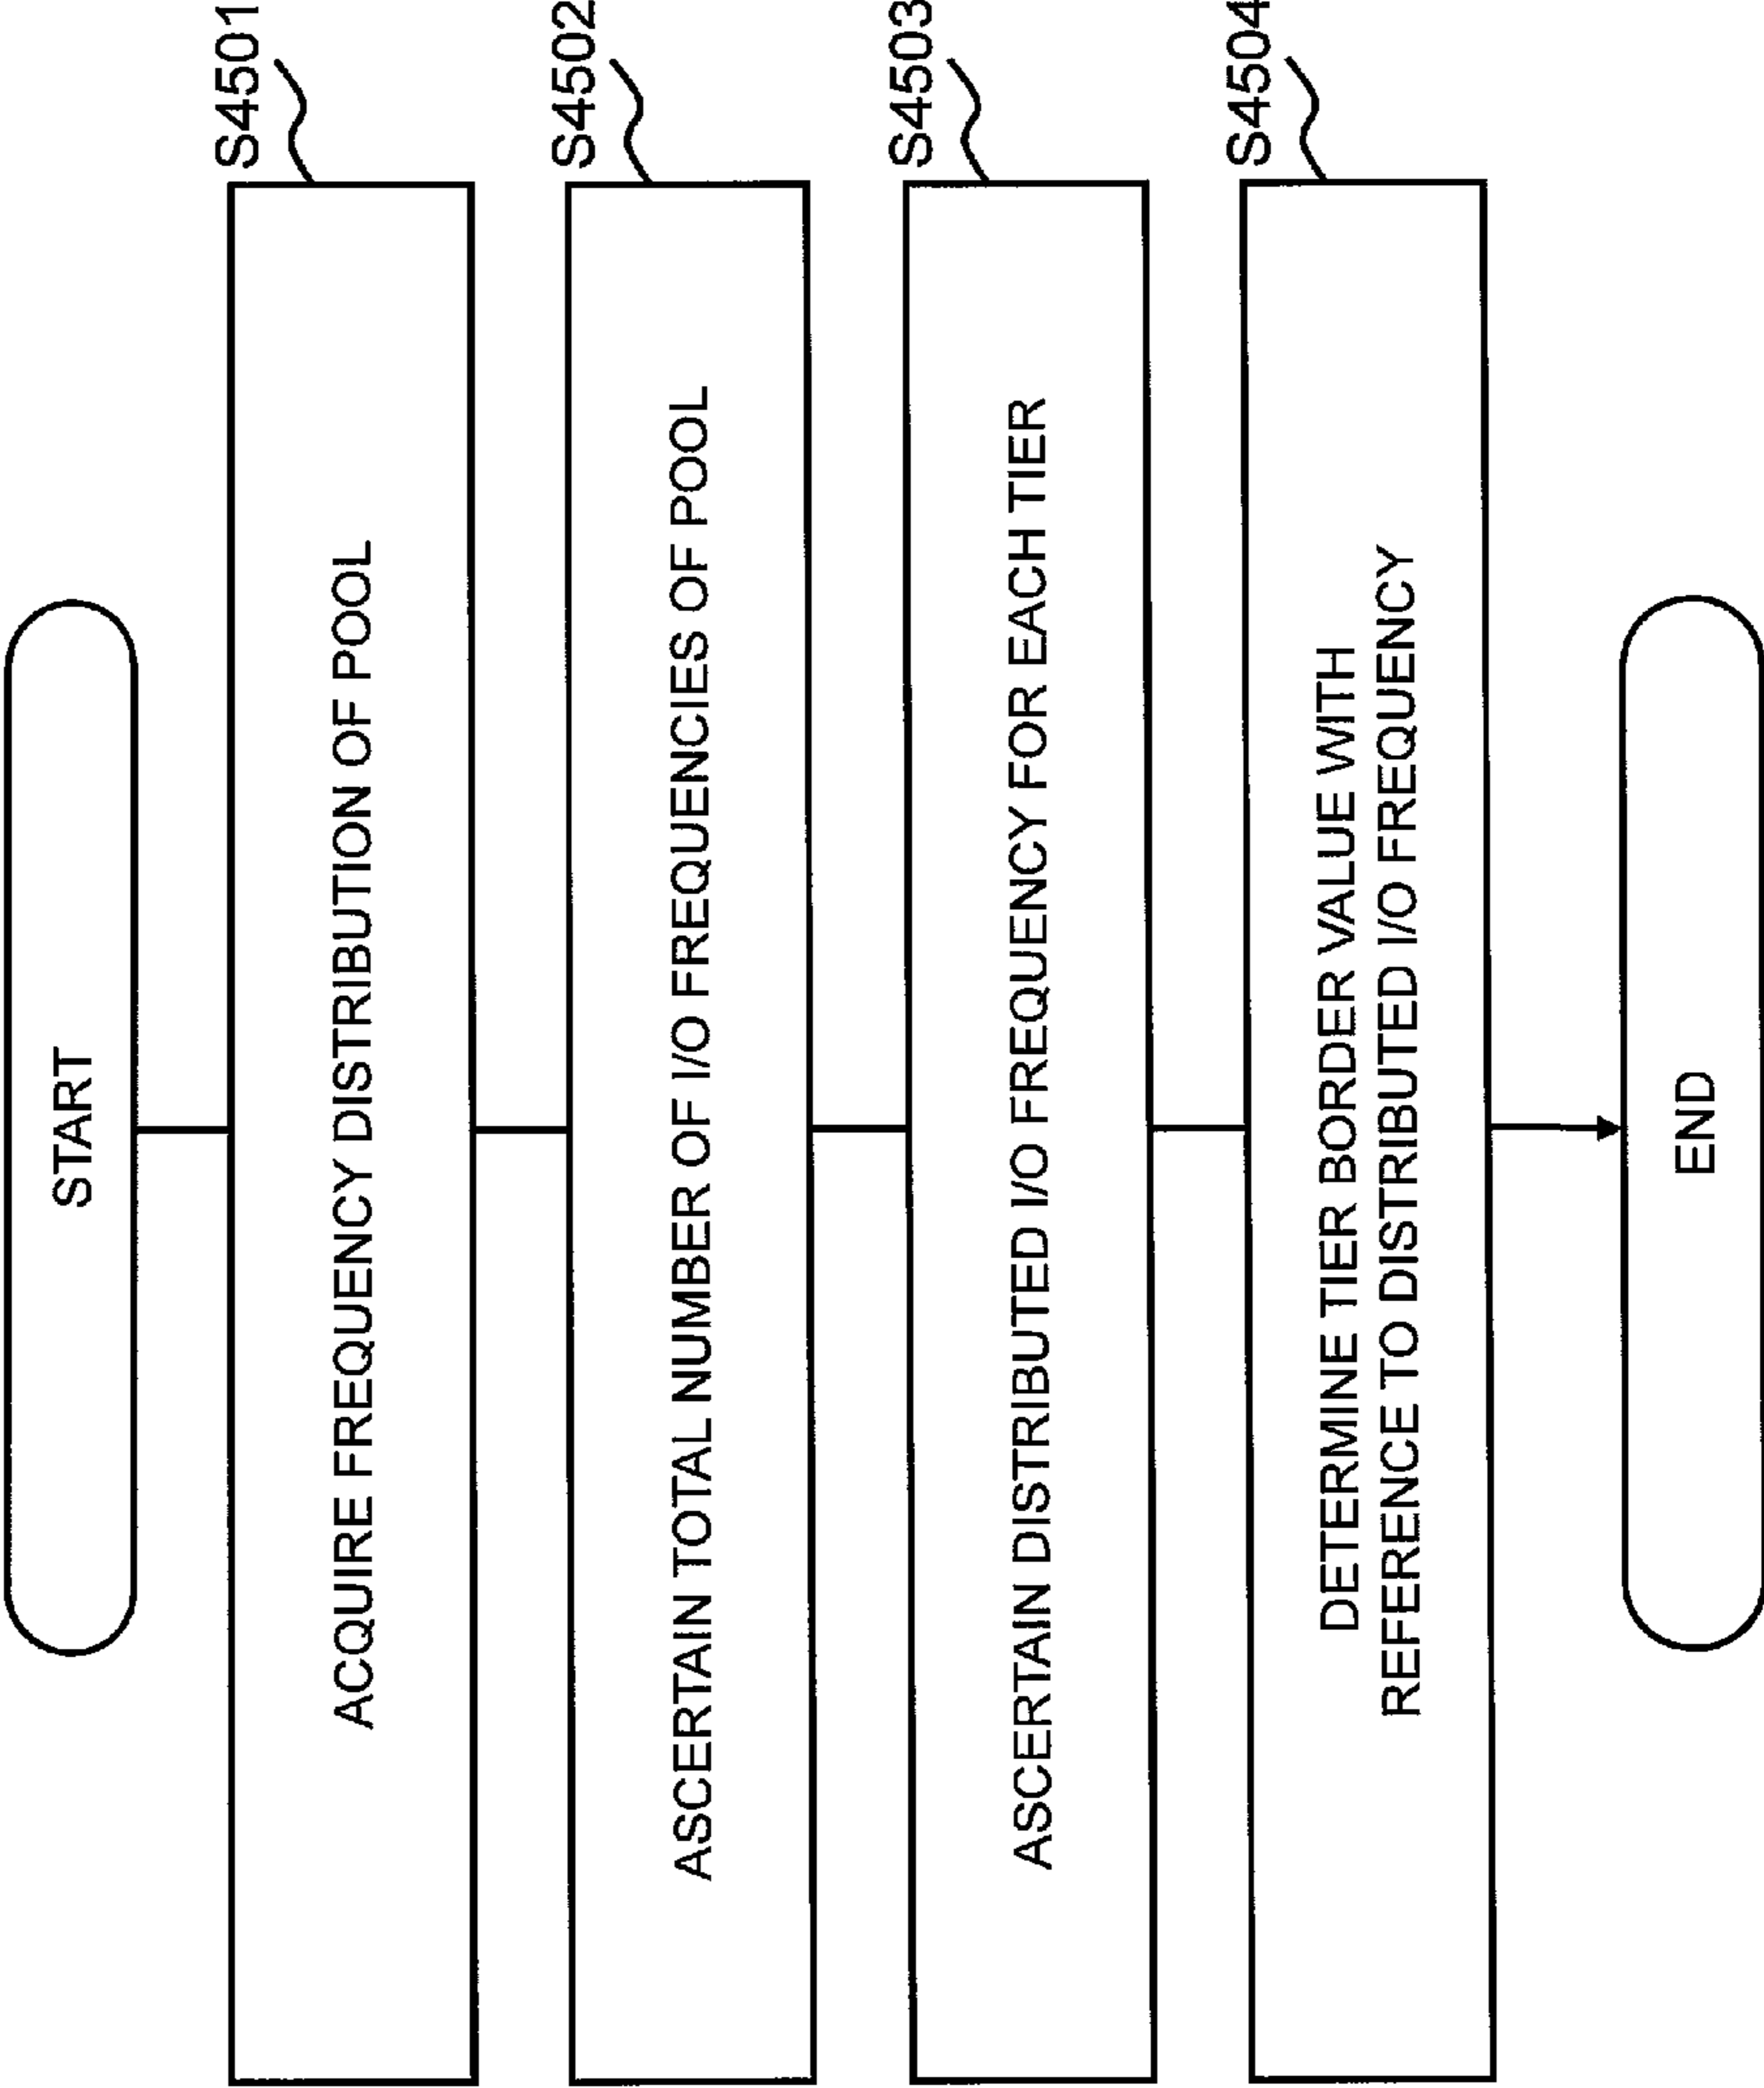 START
S4501
ACQUIRE FREQUENCY DISTRIBUTION OF POOL
S4502
ASCERTAIN TOTAL NUMBER OF I/O FREQUENCIES OF POOL
S4503
ASCERTAIN DISTRIBUTED I/O FREQUENCY FOR EACH TIER
S4504
DETERMINE TIER BORDER VALUE WITH
REFERENCE TO DISTRIBUTED I/O FREQUENCY
END